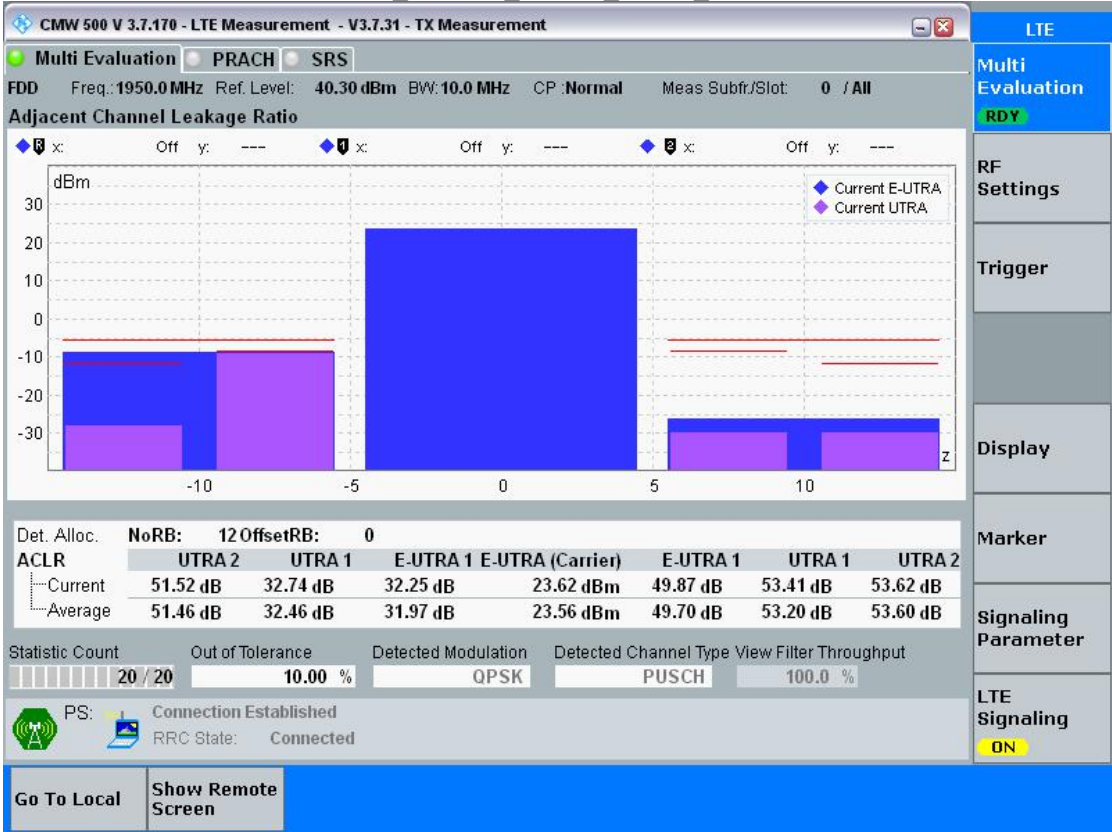 CMW 500 V 3.7.170 - LTE Measurement - V3.7.31 - TX Measurement
LTE
Multi Evaluation PRACH SRS
FDD Freq.: 1950.0 MHz Ref. Level: 40.30 dBm BW: 10.0 MHz CP :Normal Meas Subfr./Slot: 0 / All
Adjacent Channel Leakage Ratio
R x: Off y: --- 1 x: Off y: --- 2 x: Off y: ---
dBm
Current E-UTRA
Current UTRA
30
20
10
0
-10
-20
-30
z
-10 -5 0 5 10
Det. Alloc. NoRB: 12 OffsetRB: 0
ACLR UTRA 2 UTRA 1 E-UTRA 1 E-UTRA (Carrier) E-UTRA 1 UTRA 1 UTRA 2
Current 51.52 dB 32.74 dB 32.25 dB 23.62 dBm 49.87 dB 53.41 dB 53.62 dB
Average 51.46 dB 32.46 dB 31.97 dB 23.56 dBm 49.70 dB 53.20 dB 53.60 dB
Statistic Count Out of Tolerance Detected Modulation Detected Channel Type View Filter Throughput
20 / 20 10.00 % QPSK PUSCH 100.0 %
PS: Connection Established
RRC State: Connected
Multi
Evaluation
RDY
RF
Settings
Trigger
Display
Marker
Signaling
Parameter
LTE
Signaling
ON
Go To Local
Show Remote
Screen